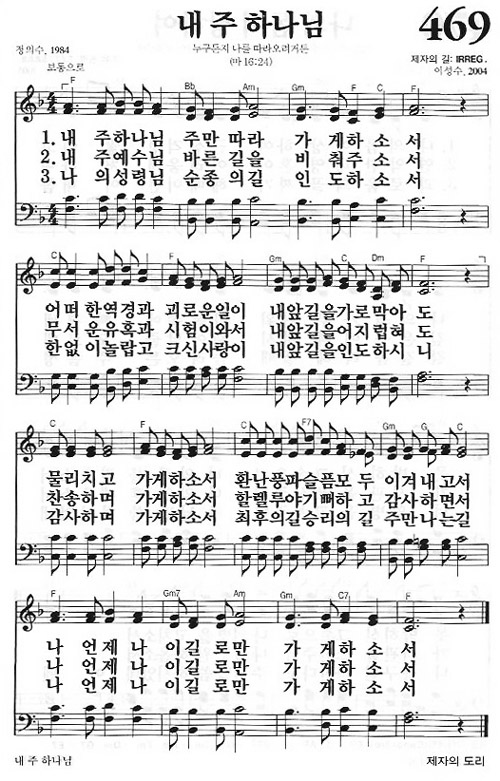 내 주 하나님
469
정의수, 1984
누구든지 나를 따라오려거든
(마 16:24)
제자의 길: IRREG.
이성수, 2004
보통으로
F Bb Am Gm C F
1. 내 주하나님 주만 따라 가 게하소 서
2. 내 주예수님 바른 길을 비 춰주소 서
3. 나 의성령님 순종 의길 인 도하소 서
C F Gm C Dm F
어떠 한역경과 괴로운일이 내앞길을가로막아 도
무서 운유혹과 시험이와서 내앞길을어지럽혀 도
한없 이놀랍고 크신사랑이 내앞길을인도하시 니
C F C F7 Gm G C
물리치고 가게하소서 환난풍파슬픔모 두 이겨내고서
찬송하며 가게하소서 할렐루야기뻐하 고 감사하면서
감사하며 가게하소서 최후의길승리의 길 주만나는길
F Gm7 Am Gm C7 F
나 언제 나 이길 로만 가 게하 소 서
나 언제 나 이길 로만 가 게하 소 서
나 언제 나 이길 로만 가 게하 소 서
내 주 하나님
제자의 도리